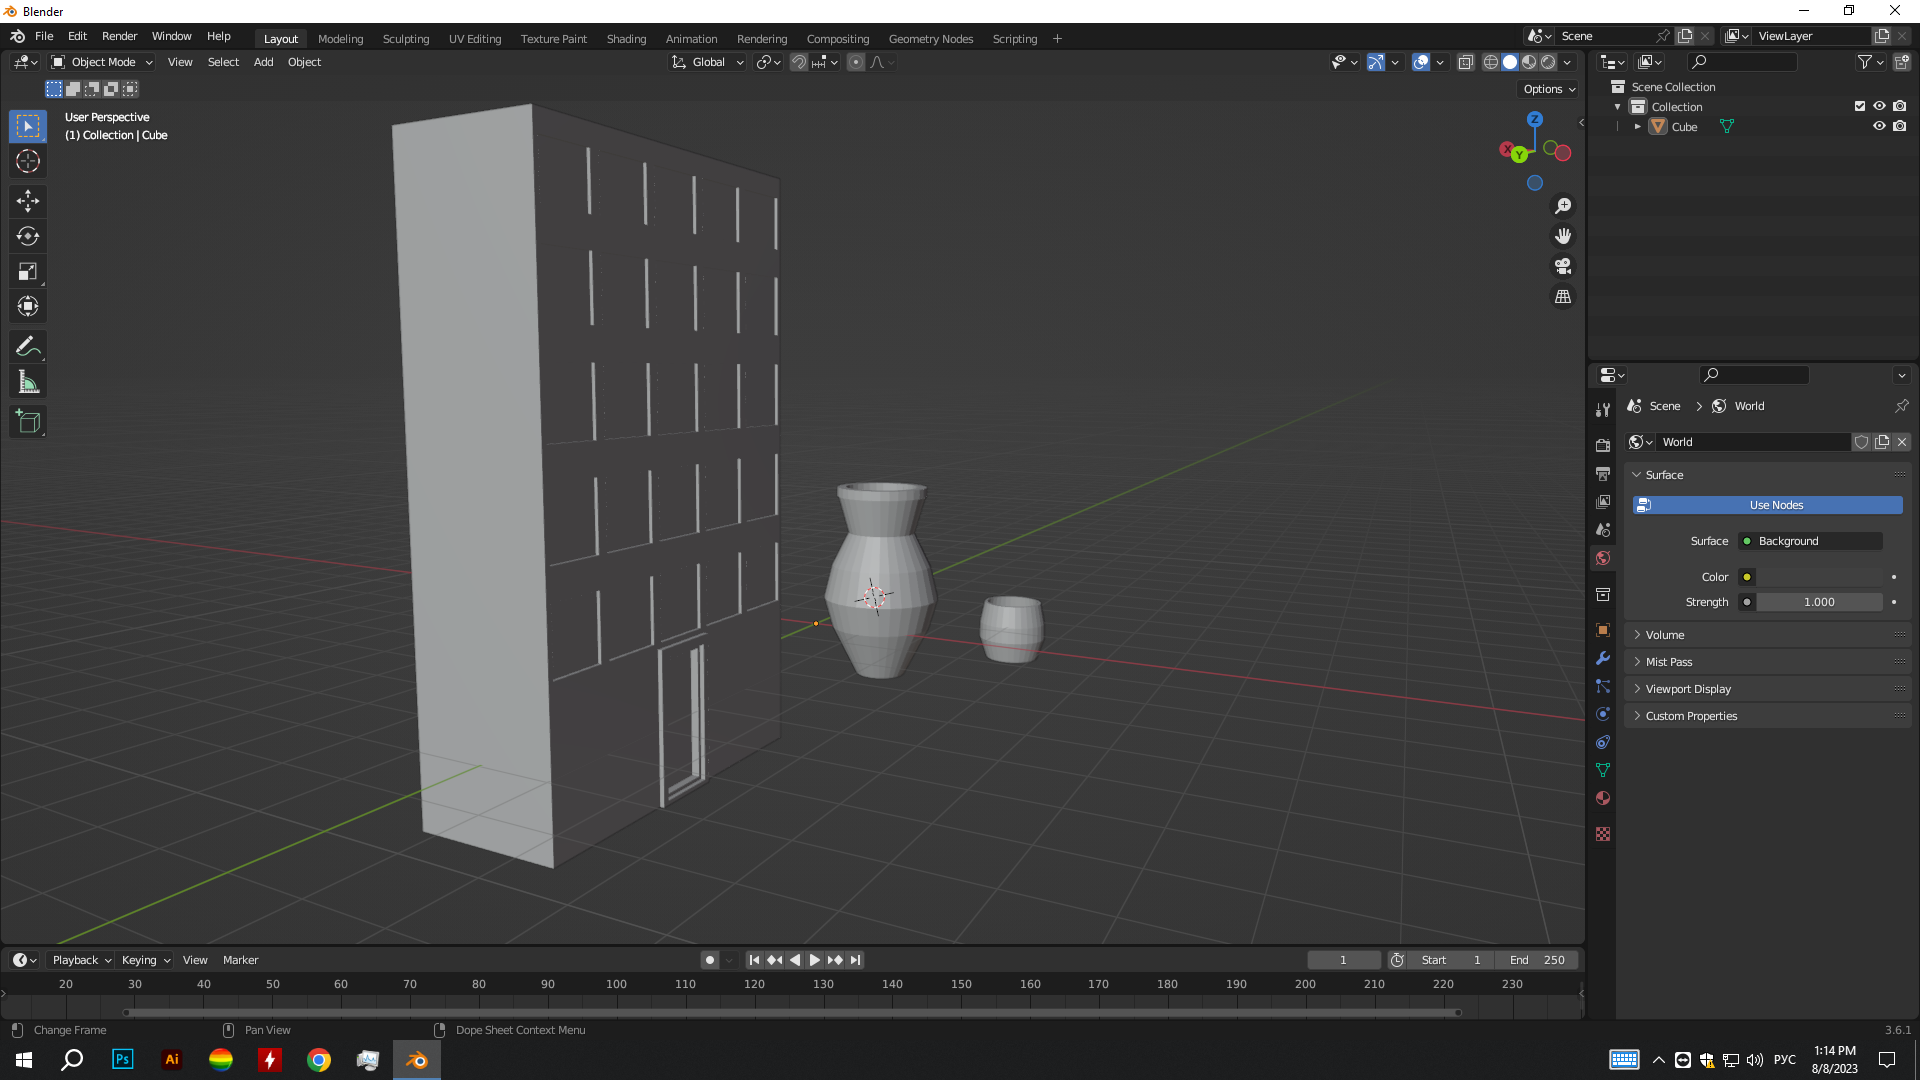 Blender
File Edit Render Window Help
Layout Modeling Sculpting UV Editing Texture Paint Shading Animation Rendering Compositing Geometry Nodes Scripting +
Scene
ViewLayer
Object Mode View Select Add Object
Global
Options
User Perspective
(1) Collection | Cube
Z
X
Y
Scene Collection
Collection
Cube
Scene > World
World
Surface
Use Nodes
Surface Background
Color
Strength 1.000
Volume
Mist Pass
Viewport Display
Custom Properties
Playback Keying View Marker
1
Start 1 End 250
20 30 40 50 60 70 80 90 100 110 120 130 140 150 160 170 180 190 200 210 220 230
Change Frame Pan View Dope Sheet Context Menu
3.6.1
Ps Ai
РУС
1:14 PM
8/8/2023